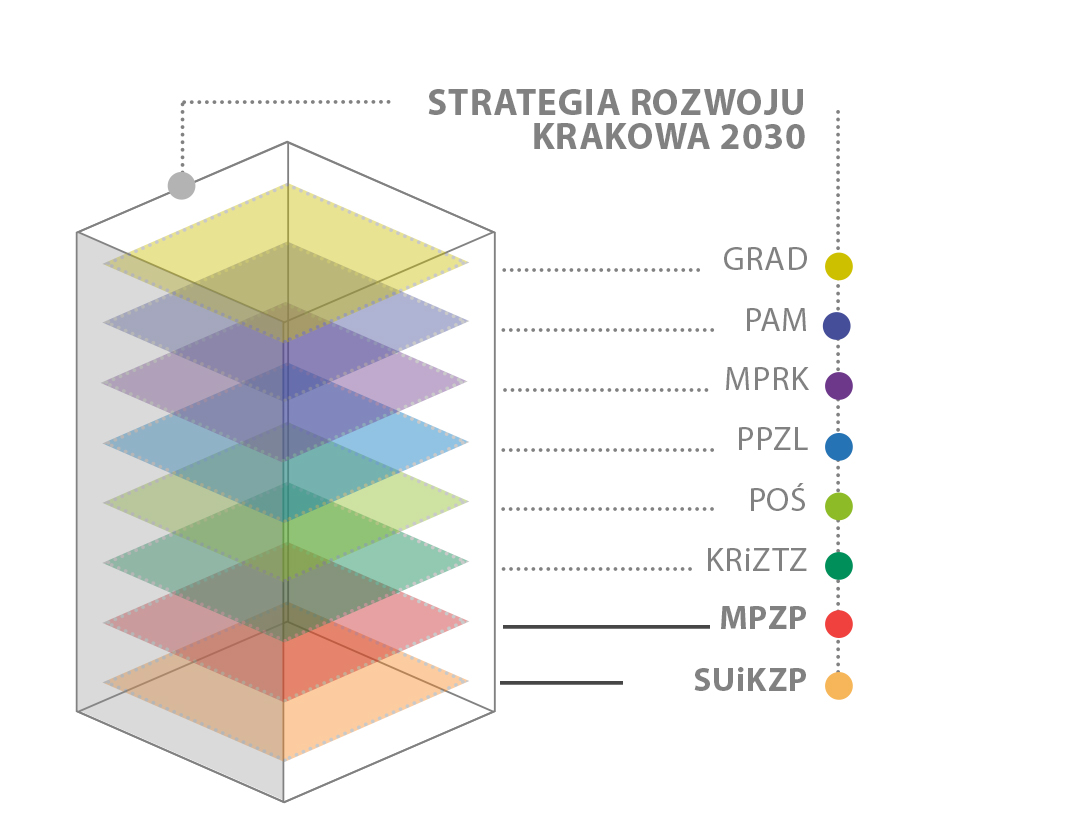 STRATEGIA ROZWOJU
KRAKOWA 2030
GRAD
PAM
MPRK
PPZL
POŚ
KRiZTZ
MPZP
SUiKZP